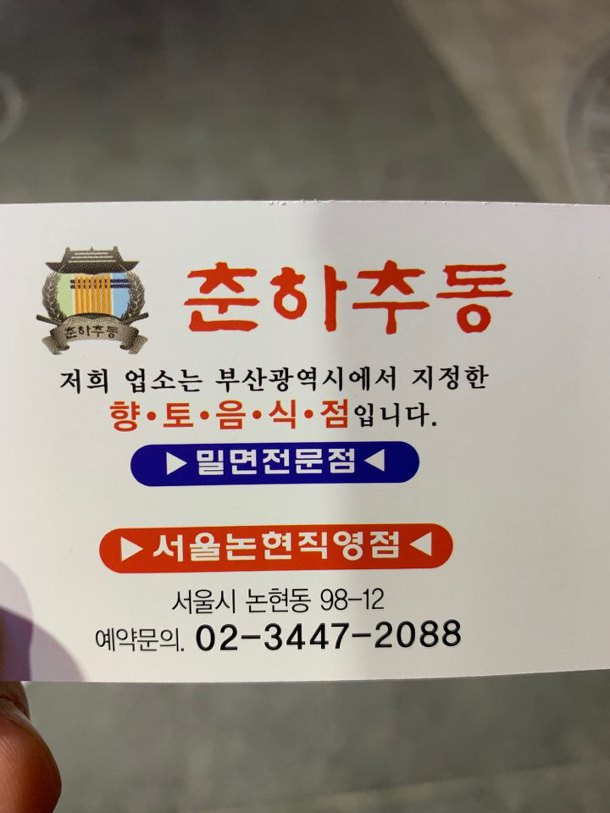 춘하추동
춘하추동
저희 업소는 부산광역시에서 지정한
향·토·음·식·점입니다.
▶밀면전문점◀
▶서울논현직영점◀
서울시 논현동 98-12
예약문의. 02-3447-2088